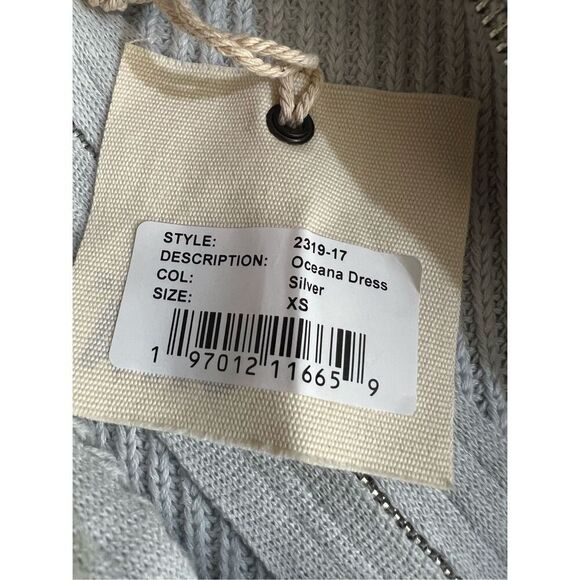 STYLE: 2319-17
DESCRIPTION: Oceana Dress
COL: Silver
SIZE: XS
1 97012 11665 9